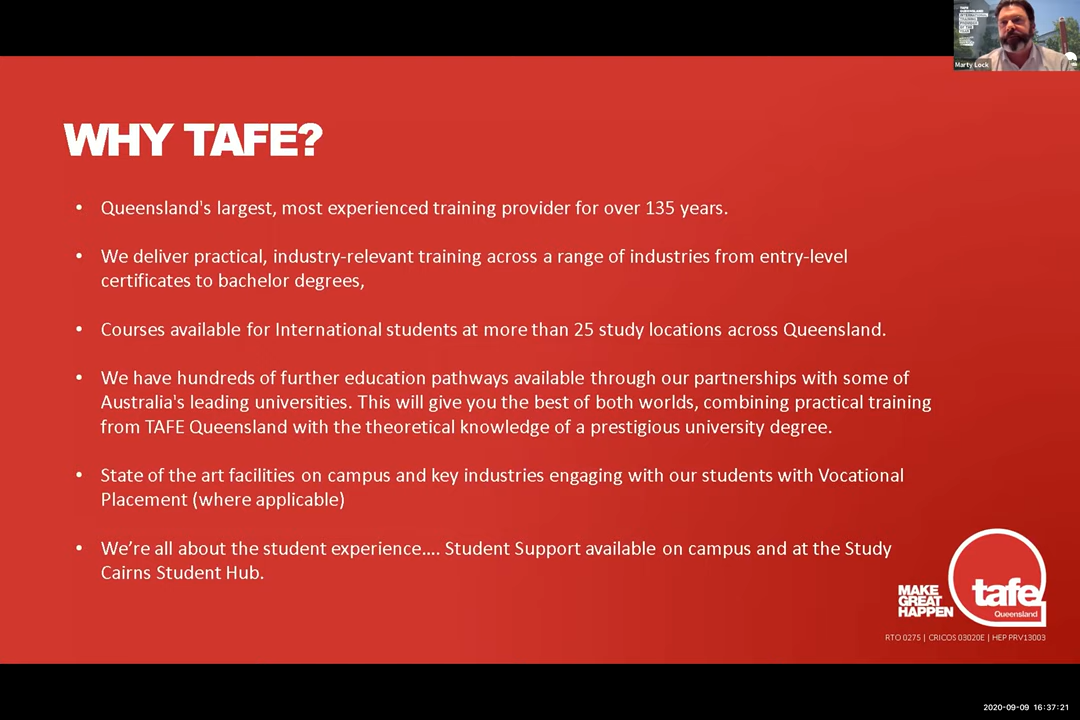 Marty Lock
WHY TAFE?
• Queensland's largest, most experienced training provider for over 135 years.
• We deliver practical, industry-relevant training across a range of industries from entry-level
certificates to bachelor degrees,
• Courses available for International students at more than 25 study locations across Queensland.
• We have hundreds of further education pathways available through our partnerships with some of
Australia's leading universities. This will give you the best of both worlds, combining practical training
from TAFE Queensland with the theoretical knowledge of a prestigious university degree.
• State of the art facilities on campus and key industries engaging with our students with Vocational
Placement (where applicable)
• We’re all about the student experience…. Student Support available on campus and at the Study
Cairns Student Hub.
MAKE
GREAT
HAPPEN
tafe
Queensland
RTO 0275 | CRICOS 03020E | HEP PRV13003
2020-09-09 16:37:21